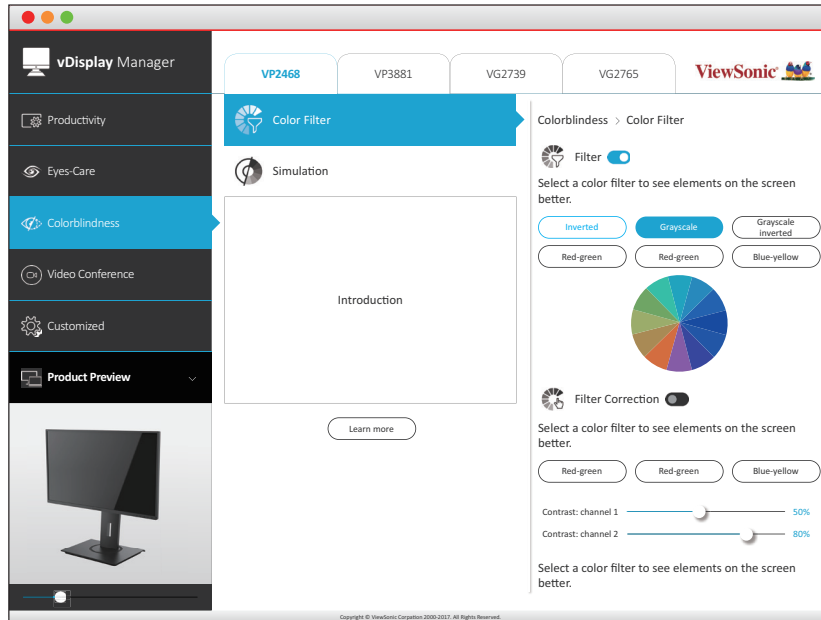 vDisplay Manager
VP2468
VP3881
VG2739
VG2765
ViewSonic
Productivity
Eyes-Care
Colorblindness
Video Conference
Customized
Product Preview
Color Filter
Simulation
Introduction
Learn more
Colorblindess > Color Filter
Filter
Select a color filter to see elements on the screen
better.
Inverted
Grayscale
Grayscale
inverted
Red-green
Red-green
Blue-yellow
Filter Correction
Select a color filter to see elements on the screen
better.
Red-green
Red-green
Blue-yellow
Contrast: channel 1 50%
Contrast: channel 2 80%
Select a color filter to see elements on the screen
better.
Copyright © ViewSonic Corpation 2000-2017. All Rights Reserved.